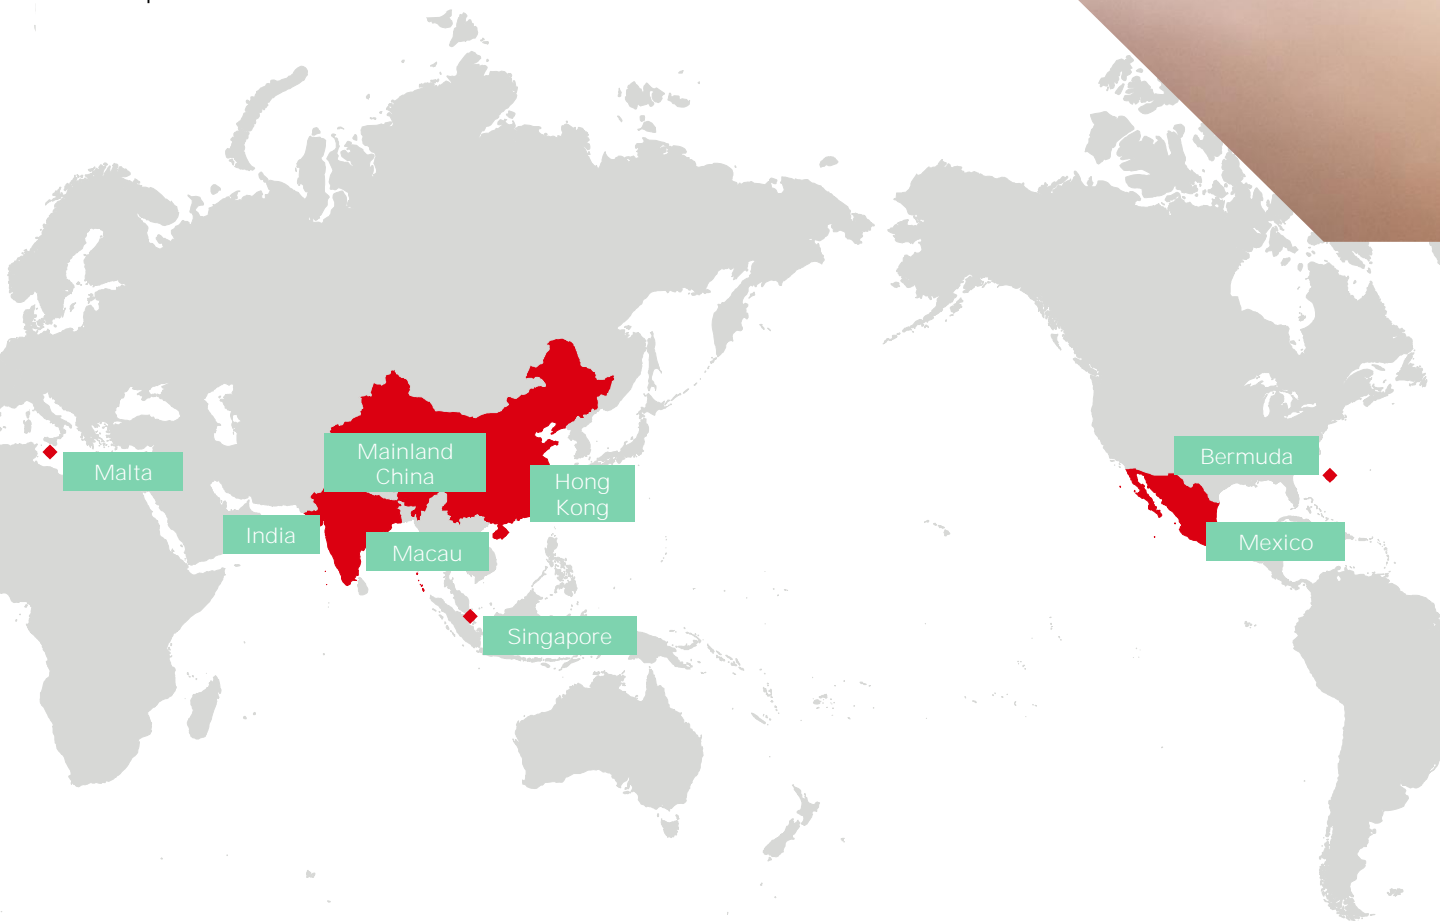 Mainland
China
Bermuda
Malta
Hong
Kong
India
Mexico
Macau
Singapore